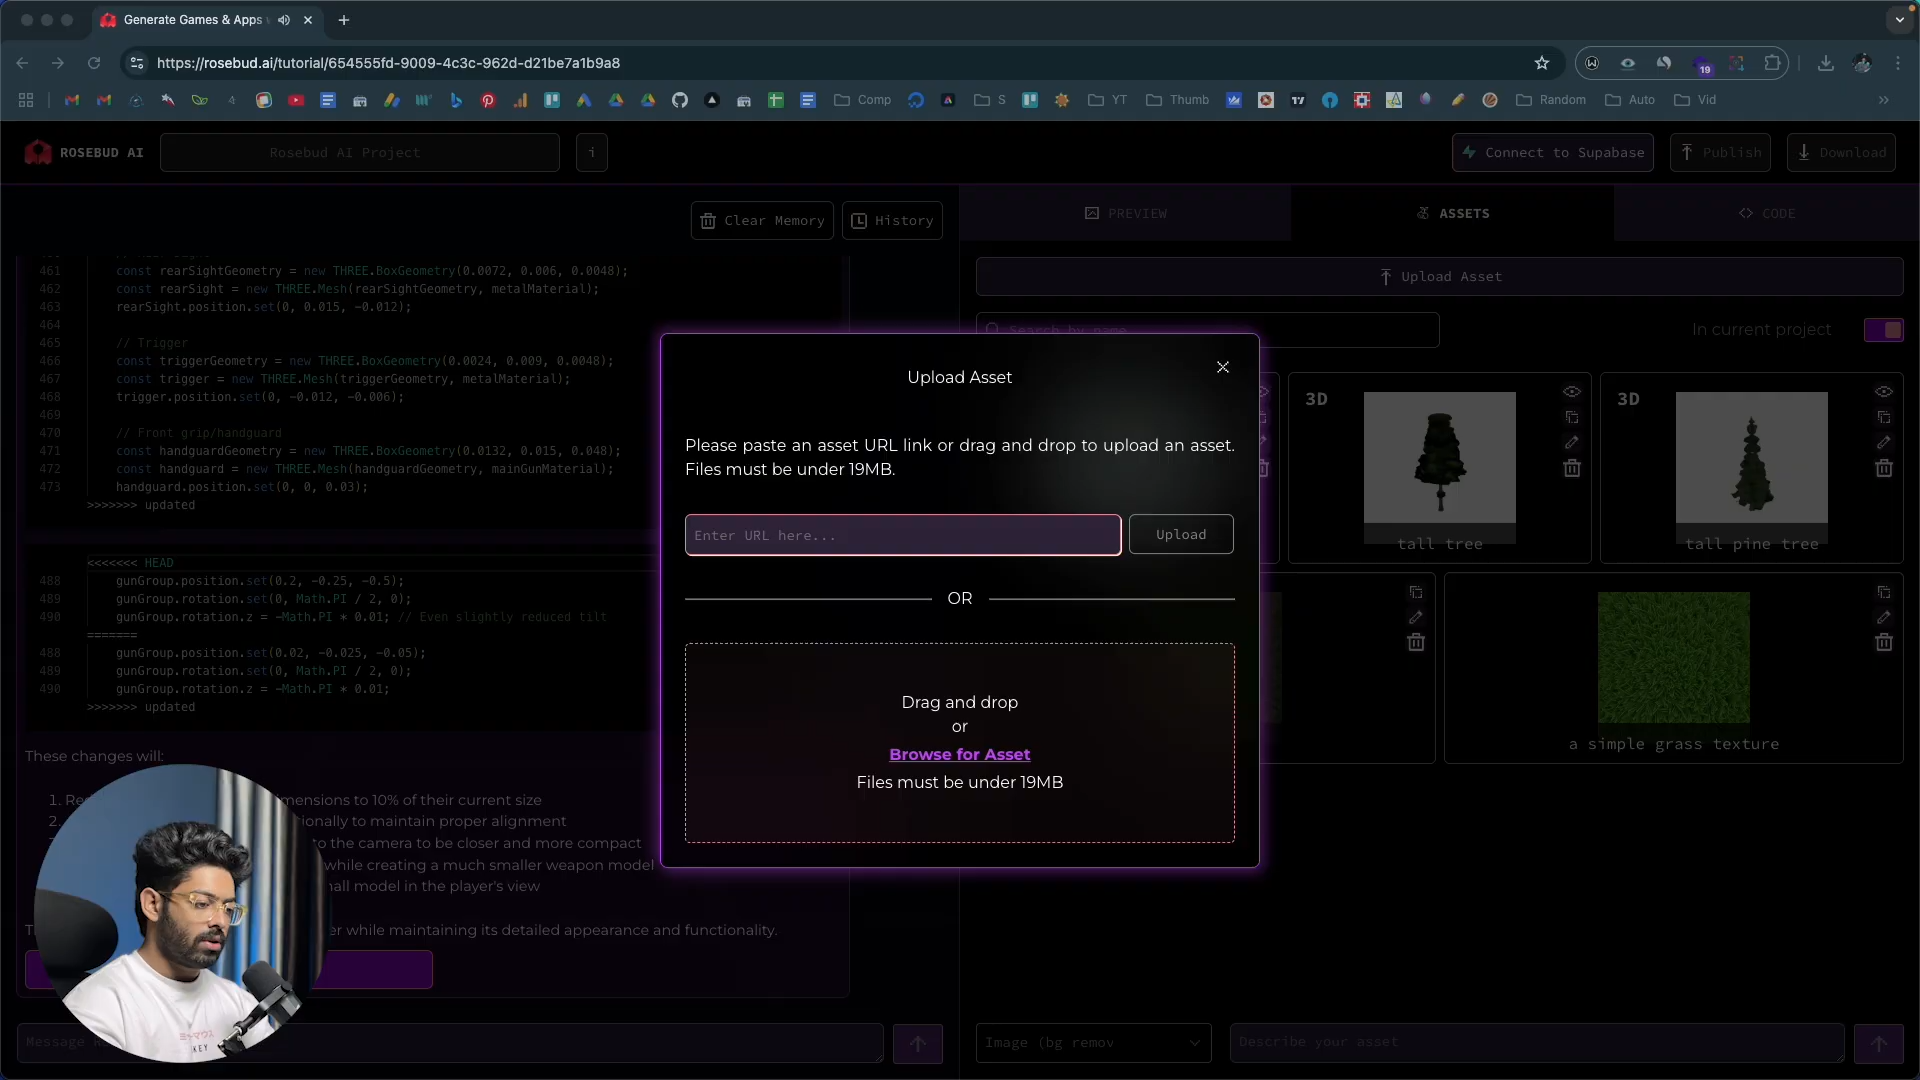 Generate Games & Apps
https://rosebud.ai/tutorial/654555fd-9009-4c3c-962d-d21be7a1b9a8
19
Comp
S
YT
Thumb
Random
Auto
Vid
ROSEBUD AI
Rosebud AI Project
i
Connect to Supabase
Publish
Download
Clear Memory
History
PREVIEW
ASSETS
CODE
Upload Asset
Search by name
In current project
461 const rearSightGeometry = new THREE.BoxGeometry(0.0072, 0.006, 0.0048);
462 const rearSight = new THREE.Mesh(rearSightGeometry, metalMaterial);
463 rearSight.position.set(0, 0.015, -0.012);
464
465 // Trigger
466 const triggerGeometry = new THREE.BoxGeometry(0.0024, 0.009, 0.0048);
467 const trigger = new THREE.Mesh(triggerGeometry, metalMaterial);
468 trigger.position.set(0, -0.012, -0.006);
469
470 // Front grip/handguard
471 const handguardGeometry = new THREE.BoxGeometry(0.0132, 0.015, 0.048);
472 const handguard = new THREE.Mesh(handguardGeometry, mainGunMaterial);
473 handguard.position.set(0, 0, 0.03);
>>>>>>> updated
<<<<<<< HEAD
488 gunGroup.position.set(0.2, -0.25, -0.5);
489 gunGroup.rotation.set(0, Math.PI / 2, 0);
490 gunGroup.rotation.z = -Math.PI * 0.01; // Even slightly reduced tilt
=======
488 gunGroup.position.set(0.02, -0.025, -0.05);
489 gunGroup.rotation.set(0, Math.PI / 2, 0);
490 gunGroup.rotation.z = -Math.PI * 0.01;
>>>>>>> updated
These changes will:
1. Re mensions to 10% of their current size
2. tionally to maintain proper alignment
to the camera to be closer and more compact
while creating a much smaller weapon model
mall model in the player's view
er while maintaining its detailed appearance and functionality.
Message
Upload Asset
Please paste an asset URL link or drag and drop to upload an asset.
Files must be under 19MB.
Enter URL here...
Upload
OR
Drag and drop
or
Browse for Asset
Files must be under 19MB
3D
tall tree
3D
tall pine tree
a simple grass texture
Image (bg remov
Describe your asset
KEY